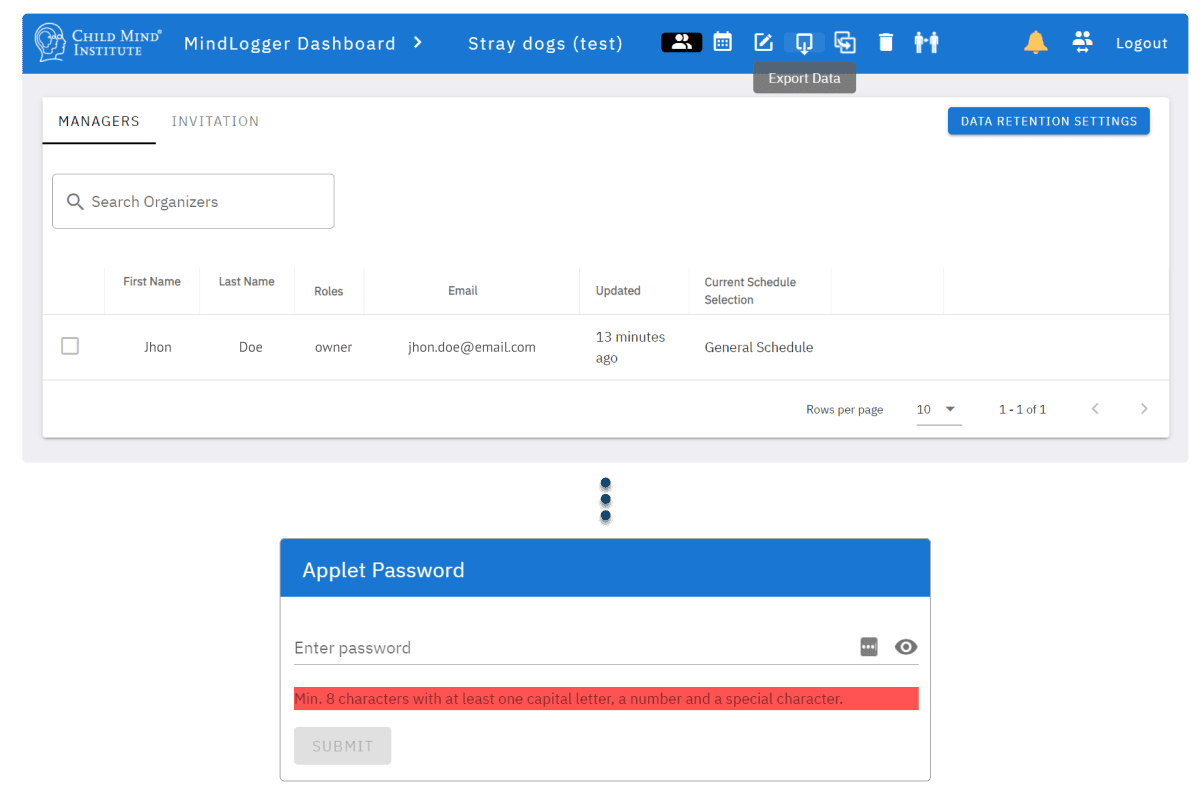 CHILD MIND®
INSTITUTE
MindLogger Dashboard > Stray dogs (test) Logout
Export Data
MANAGERS INVITATION DATA RETENTION SETTINGS
Search Organizers
First Name Last Name Roles Email Updated Current Schedule
Selection
Jhon Doe owner jhon.doe@email.com 13 minutes
ago General Schedule
Rows per page 10 1 - 1 of 1
Applet Password
Enter password
Min. 8 characters with at least one capital letter, a number and a special character.
SUBMIT